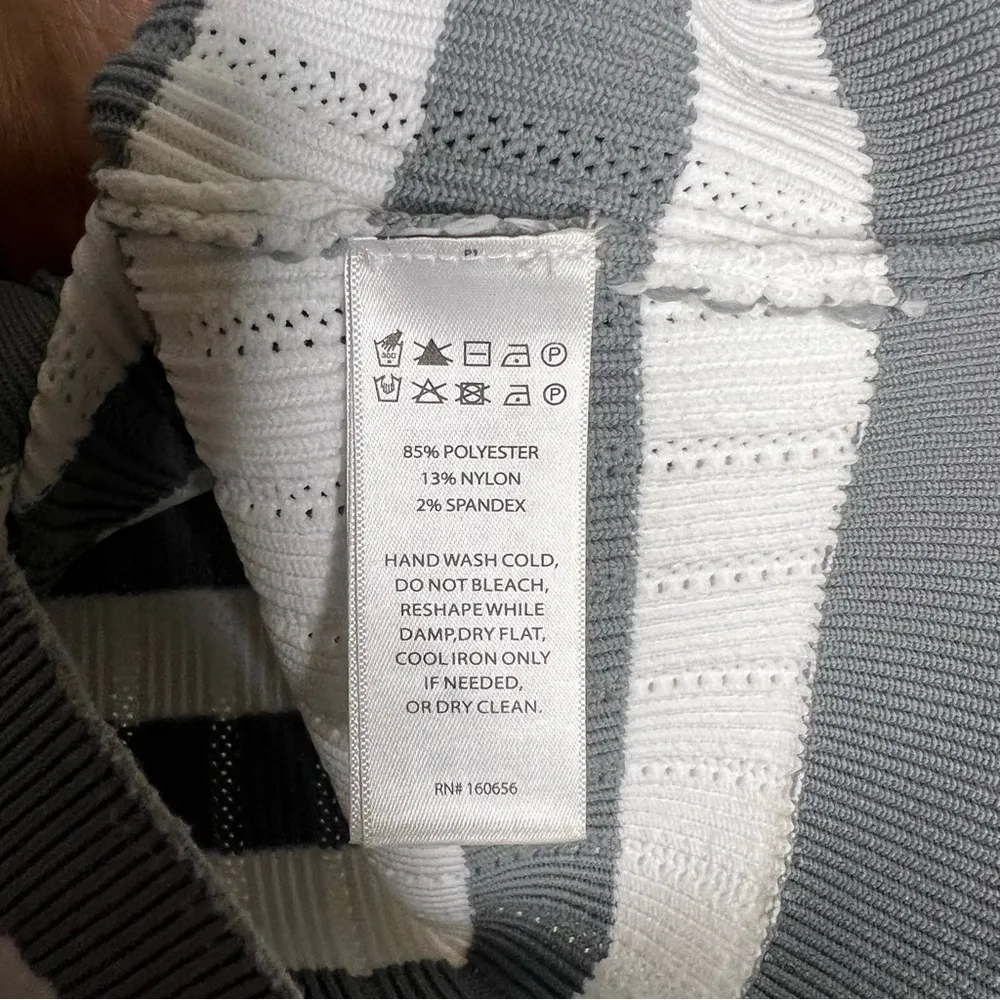 P1
P
P
85% POLYESTER
13% NYLON
2% SPANDEX
HAND WASH COLD,
DO NOT BLEACH,
RESHAPE WHILE
DAMP,DRY FLAT,
COOL IRON ONLY
IF NEEDED,
OR DRY CLEAN.
RN# 160656